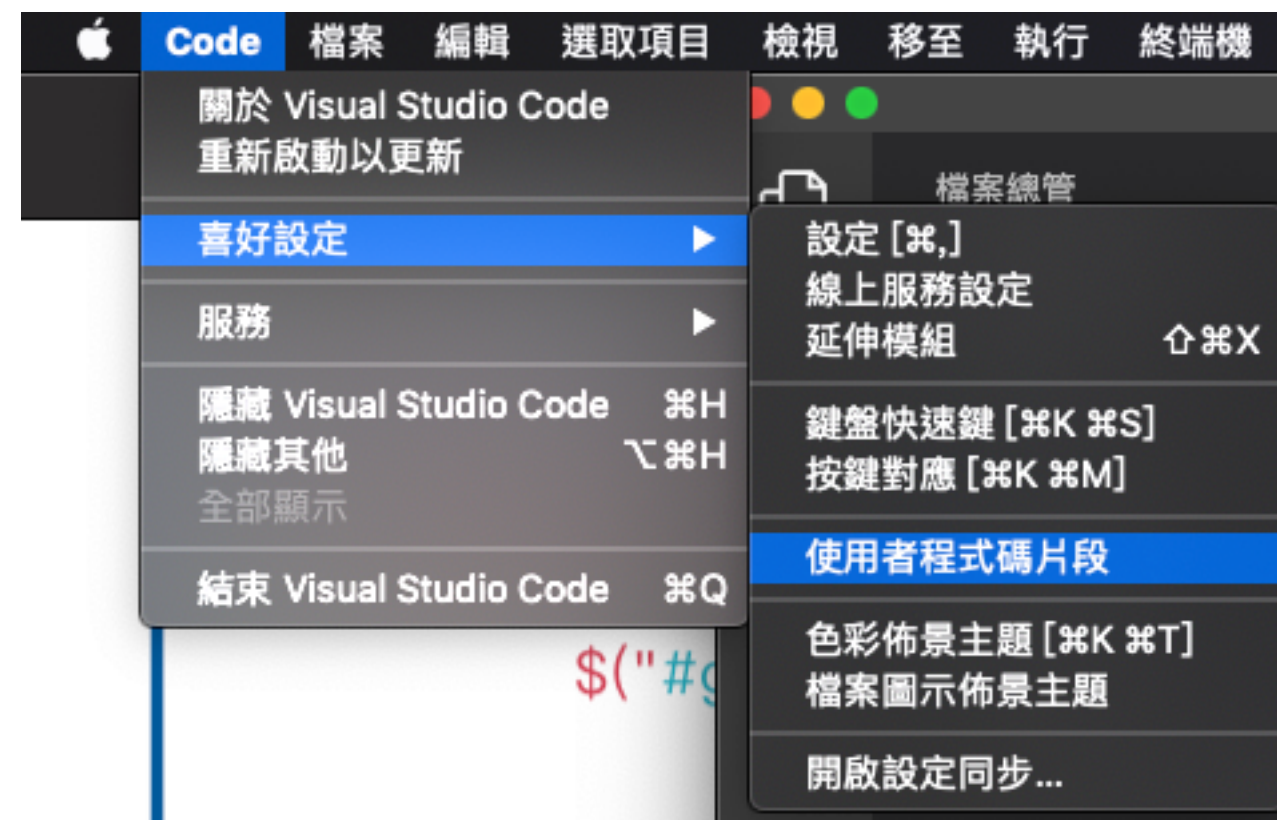 Code 檔案 編輯 選取項目 檢視 移至 執行 終端機
關於 Visual Studio Code
重新啟動以更新
喜好設定
服務
隱藏 Visual Studio Code ⌘H
隱藏其他 ⌥⌘H
全部顯示
結束 Visual Studio Code ⌘Q
檔案總管
設定 [⌘,]
線上服務設定
延伸模組 ⇧⌘X
鍵盤快速鍵 [⌘K ⌘S]
按鍵對應 [⌘K ⌘M]
使用者程式碼片段
色彩佈景主題 [⌘K ⌘T]
檔案圖示佈景主題
開啟設定同步...
$("#g